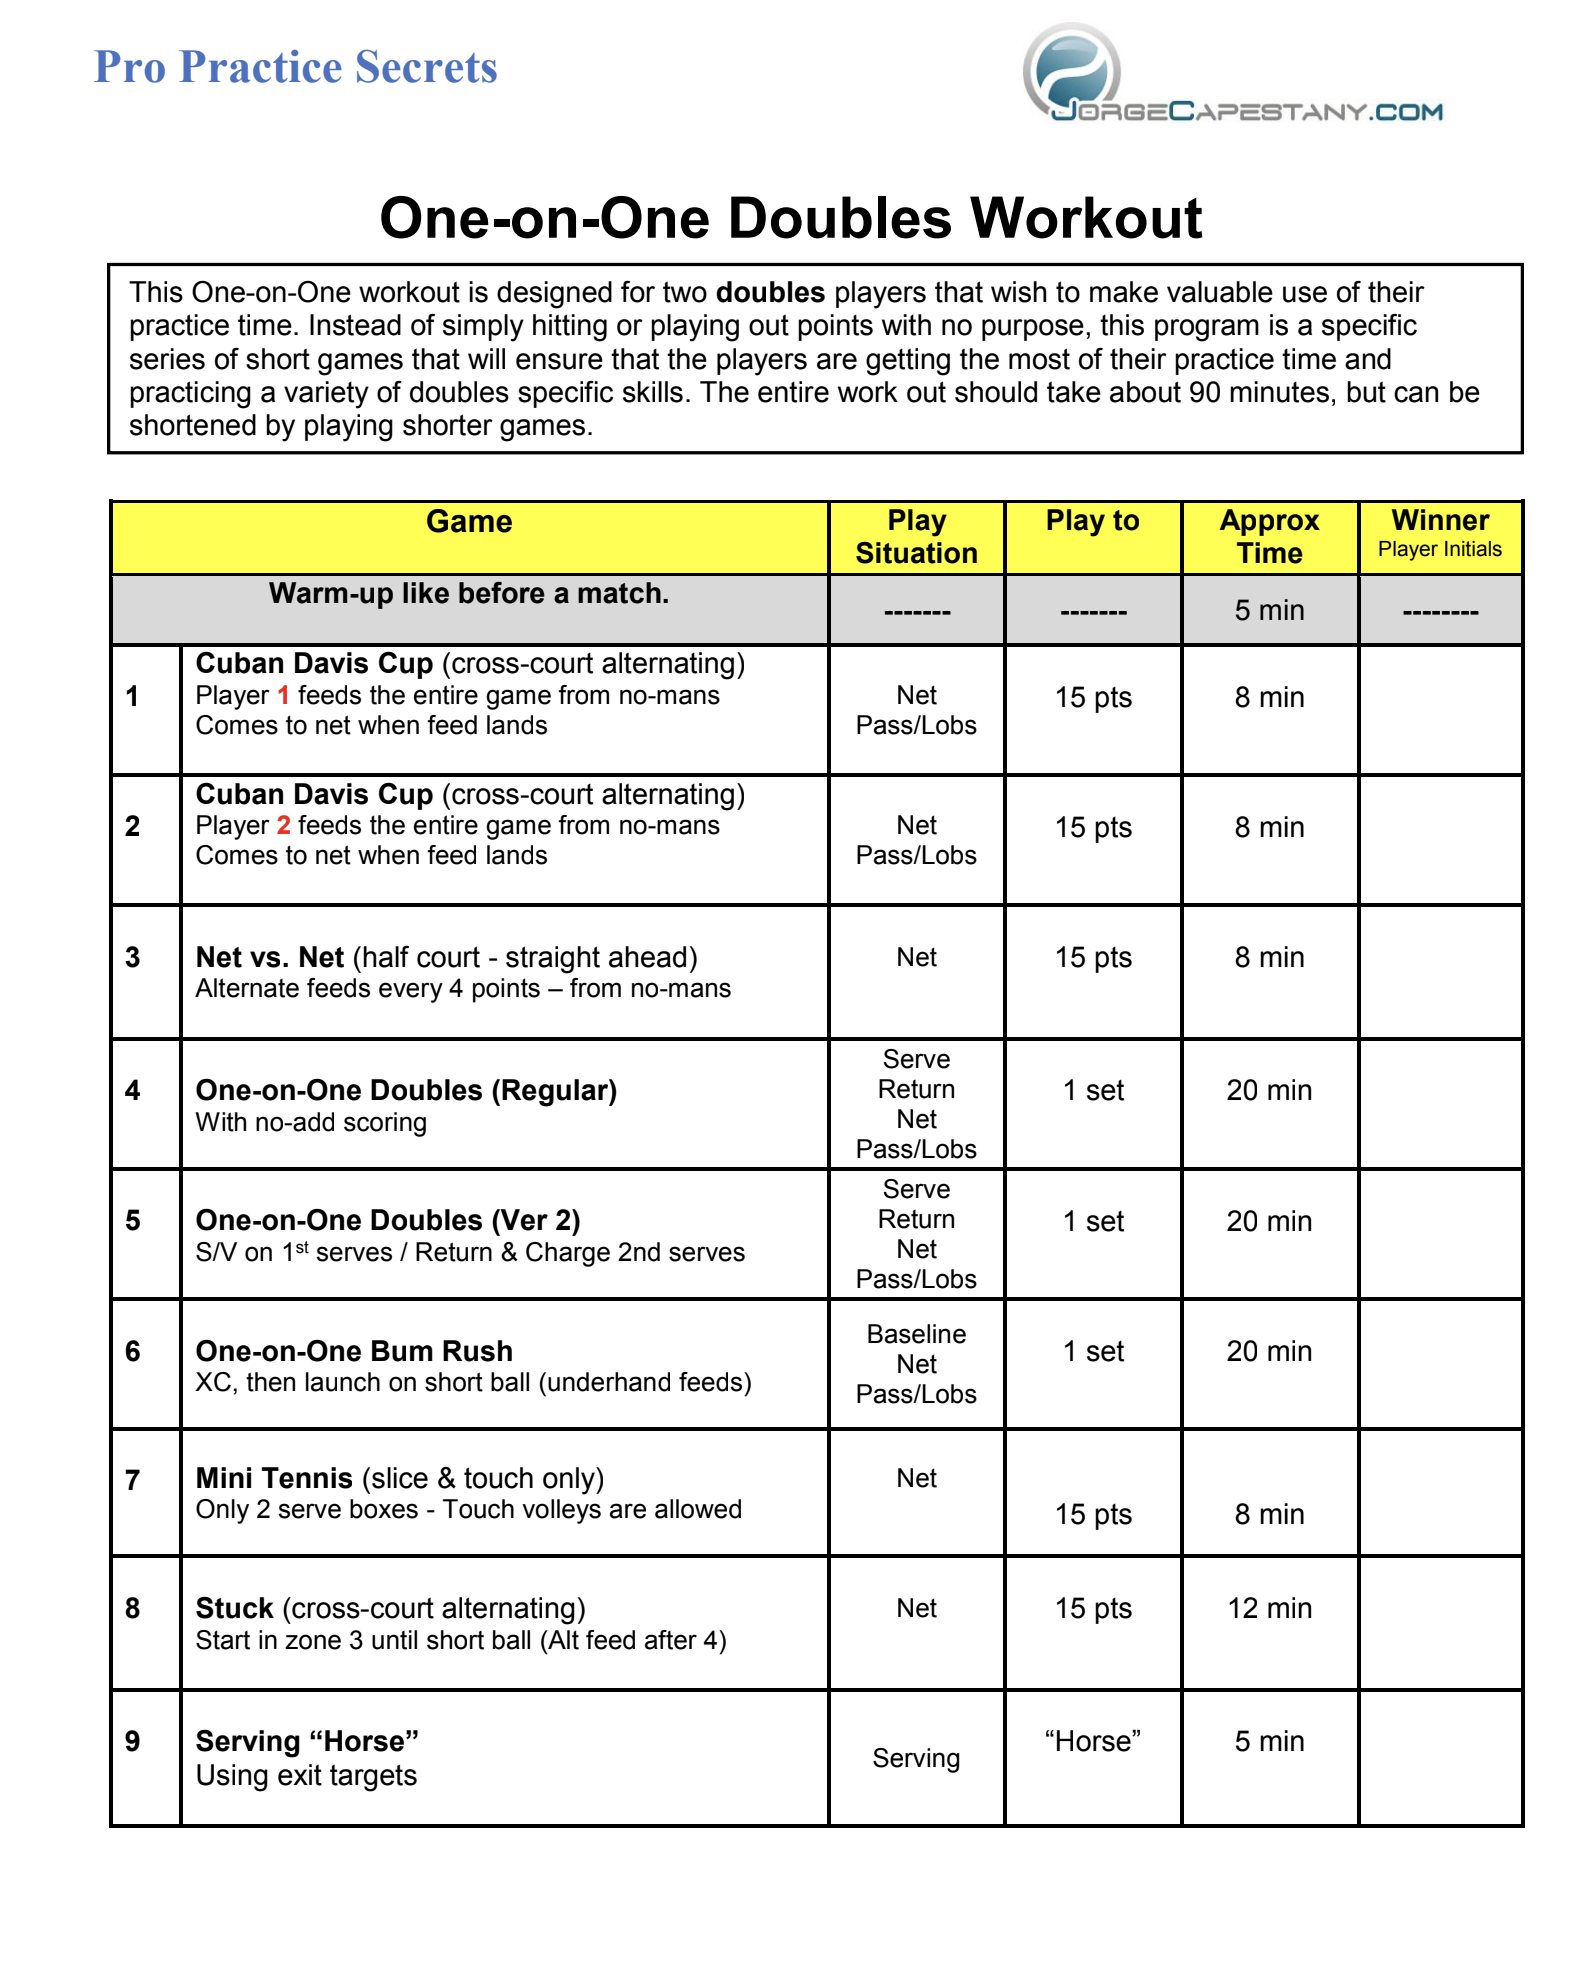 Pro Practice Secrets
JORGECAPESTANY.COM
One-on-One Doubles Workout
This One-on-One workout is designed for two doubles players that wish to make valuable use of their
practice time. Instead of simply hitting or playing out points with no purpose, this program is a specific
series of short games that will ensure that the players are getting the most of their practice time and
practicing a variety of doubles specific skills. The entire work out should take about 90 minutes, but can be
shortened by playing shorter games.
Game
Play
Situation
Play to
Approx
Time
Winner
Player Initials
Warm-up like before a match.
-------
-------
5 min
--------
1
Cuban Davis Cup (cross-court alternating)
Player 1 feeds the entire game from no-mans
Comes to net when feed lands
Net
Pass/Lobs
15 pts
8 min
2
Cuban Davis Cup (cross-court alternating)
Player 2 feeds the entire game from no-mans
Comes to net when feed lands
Net
Pass/Lobs
15 pts
8 min
3
Net vs. Net (half court - straight ahead)
Alternate feeds every 4 points – from no-mans
Net
15 pts
8 min
4
One-on-One Doubles (Regular)
With no-add scoring
Serve
Return
Net
Pass/Lobs
1 set
20 min
5
One-on-One Doubles (Ver 2)
S/V on 1st serves / Return & Charge 2nd serves
Serve
Return
Net
Pass/Lobs
1 set
20 min
6
One-on-One Bum Rush
XC, then launch on short ball (underhand feeds)
Baseline
Net
Pass/Lobs
1 set
20 min
7
Mini Tennis (slice & touch only)
Only 2 serve boxes - Touch volleys are allowed
Net
15 pts
8 min
8
Stuck (cross-court alternating)
Start in zone 3 until short ball (Alt feed after 4)
Net
15 pts
12 min
9
Serving “Horse”
Using exit targets
Serving
“Horse”
5 min